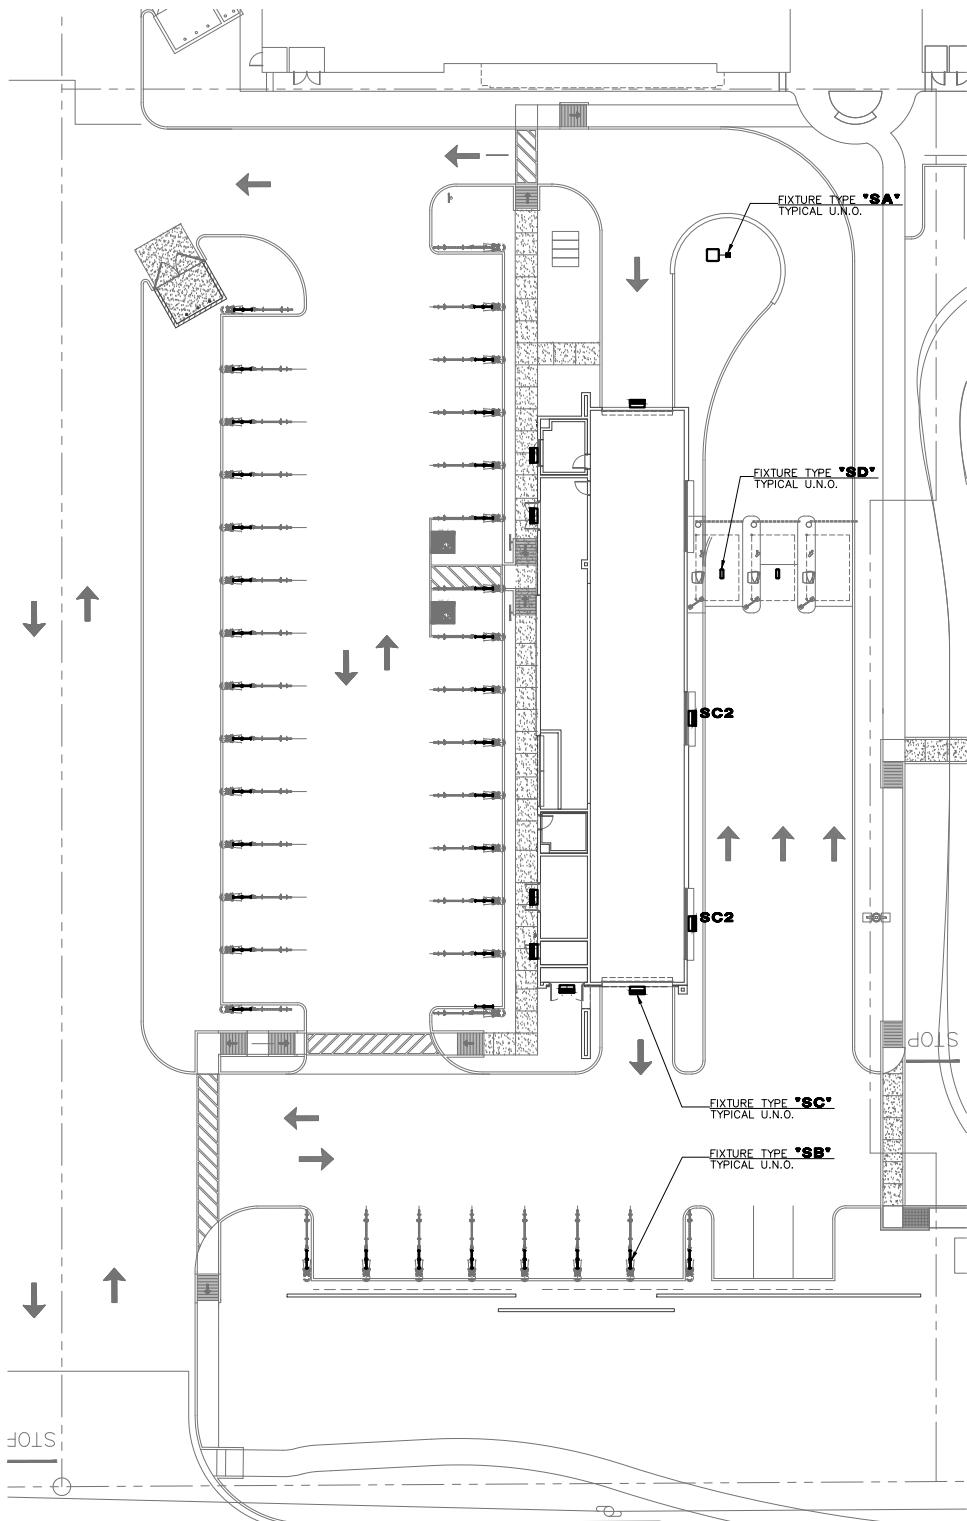 FIXTURE TYPE "SA"
TYPICAL U.N.O.
FIXTURE TYPE "SD"
TYPICAL U.N.O.
SC2
SC2
STOP
FIXTURE TYPE "SC"
TYPICAL U.N.O.
FIXTURE TYPE "SB"
TYPICAL U.N.O.
STOP